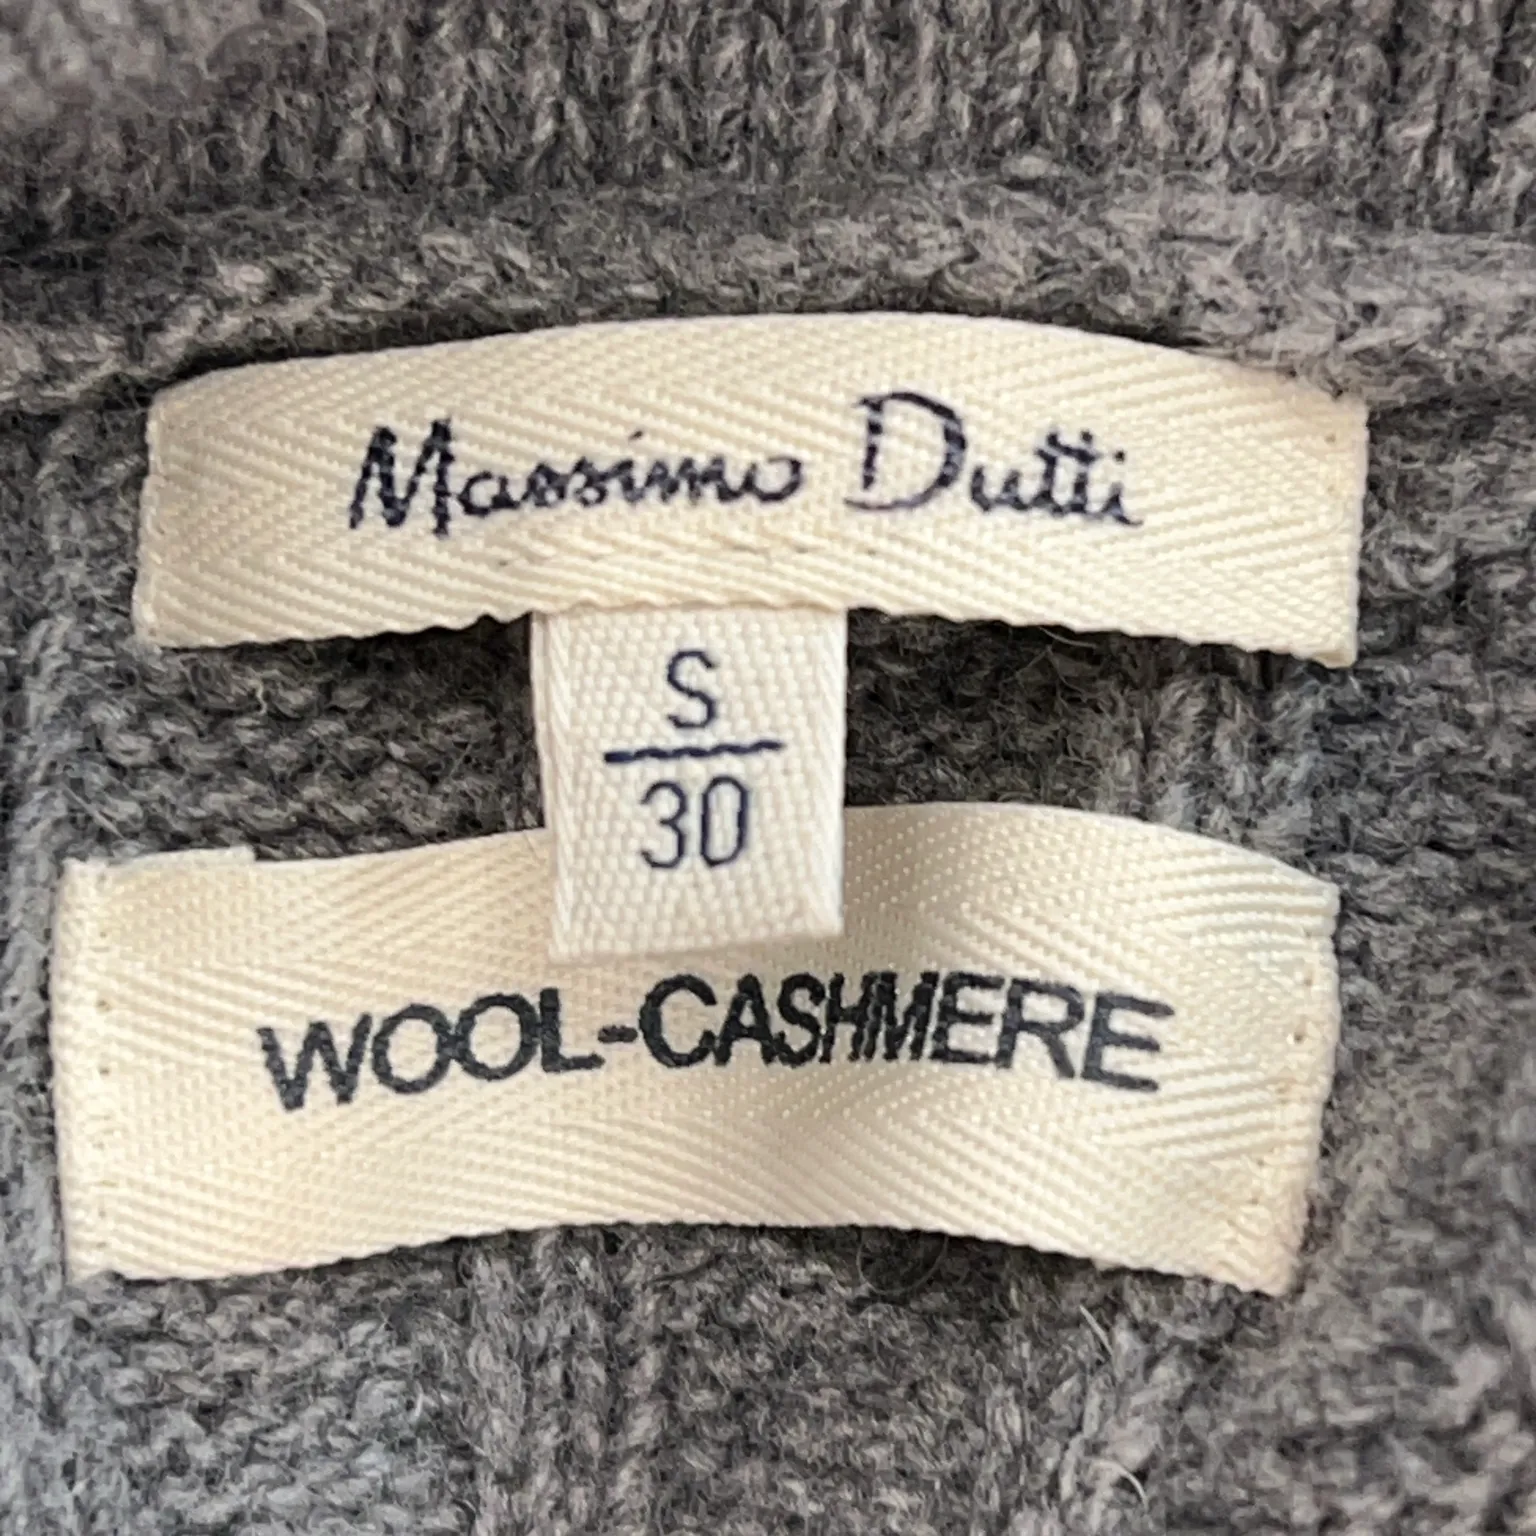 Massimo Dutti
S
30
WOOL-CASHMERE